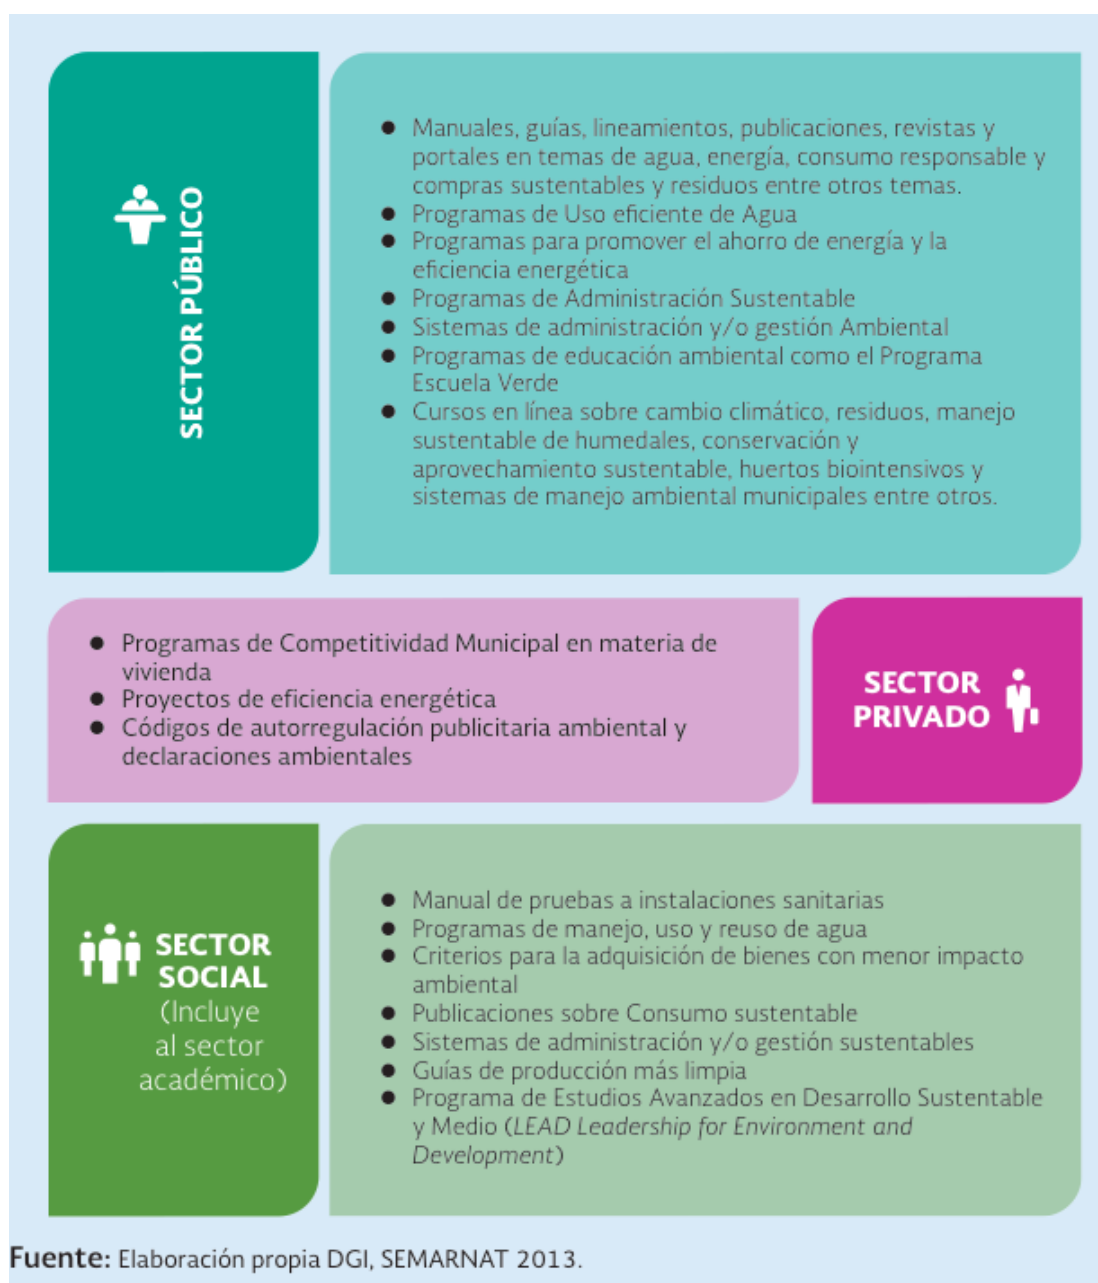 SECTOR PÚBLICO
● Manuales, guías, lineamientos, publicaciones, revistas y
portales en temas de agua, energía, consumo responsable y
compras sustentables y residuos entre otros temas.
● Programas de Uso eficiente de Agua
● Programas para promover el ahorro de energía y la
eficiencia energética
● Programas de Administración Sustentable
● Sistemas de administración y/o gestión Ambiental
● Programas de educación ambiental como el Programa
Escuela Verde
● Cursos en línea sobre cambio climático, residuos, manejo
sustentable de humedales, conservación y
aprovechamiento sustentable, huertos biointensivos y
sistemas de manejo ambiental municipales entre otros.
● Programas de Competitividad Municipal en materia de
vivienda
● Proyectos de eficiencia energética
● Códigos de autorregulación publicitaria ambiental y
declaraciones ambientales
SECTOR
PRIVADO
SECTOR
SOCIAL
(Incluye
al sector
académico)
● Manual de pruebas a instalaciones sanitarias
● Programas de manejo, uso y reuso de agua
● Criterios para la adquisición de bienes con menor impacto
ambiental
● Publicaciones sobre Consumo sustentable
● Sistemas de administración y/o gestión sustentables
● Guías de producción más limpia
● Programa de Estudios Avanzados en Desarrollo Sustentable
y Medio (LEAD Leadership for Environment and
Development)
Fuente: Elaboración propia DGI, SEMARNAT 2013.